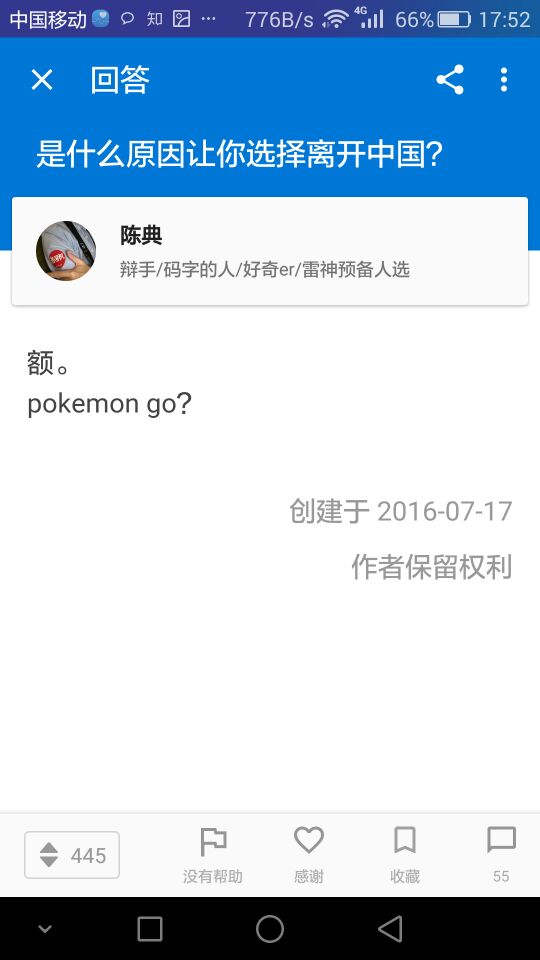 中国移动 知 ··· 776B/s 4G 66% 17:52
回答
是什么原因让你选择离开中国？
陈典
辩手/码字的人/好奇er/雷神预备人选
额。
pokemon go?
创建于 2016-07-17
作者保留权利
445 没有帮助 感谢 收藏 55